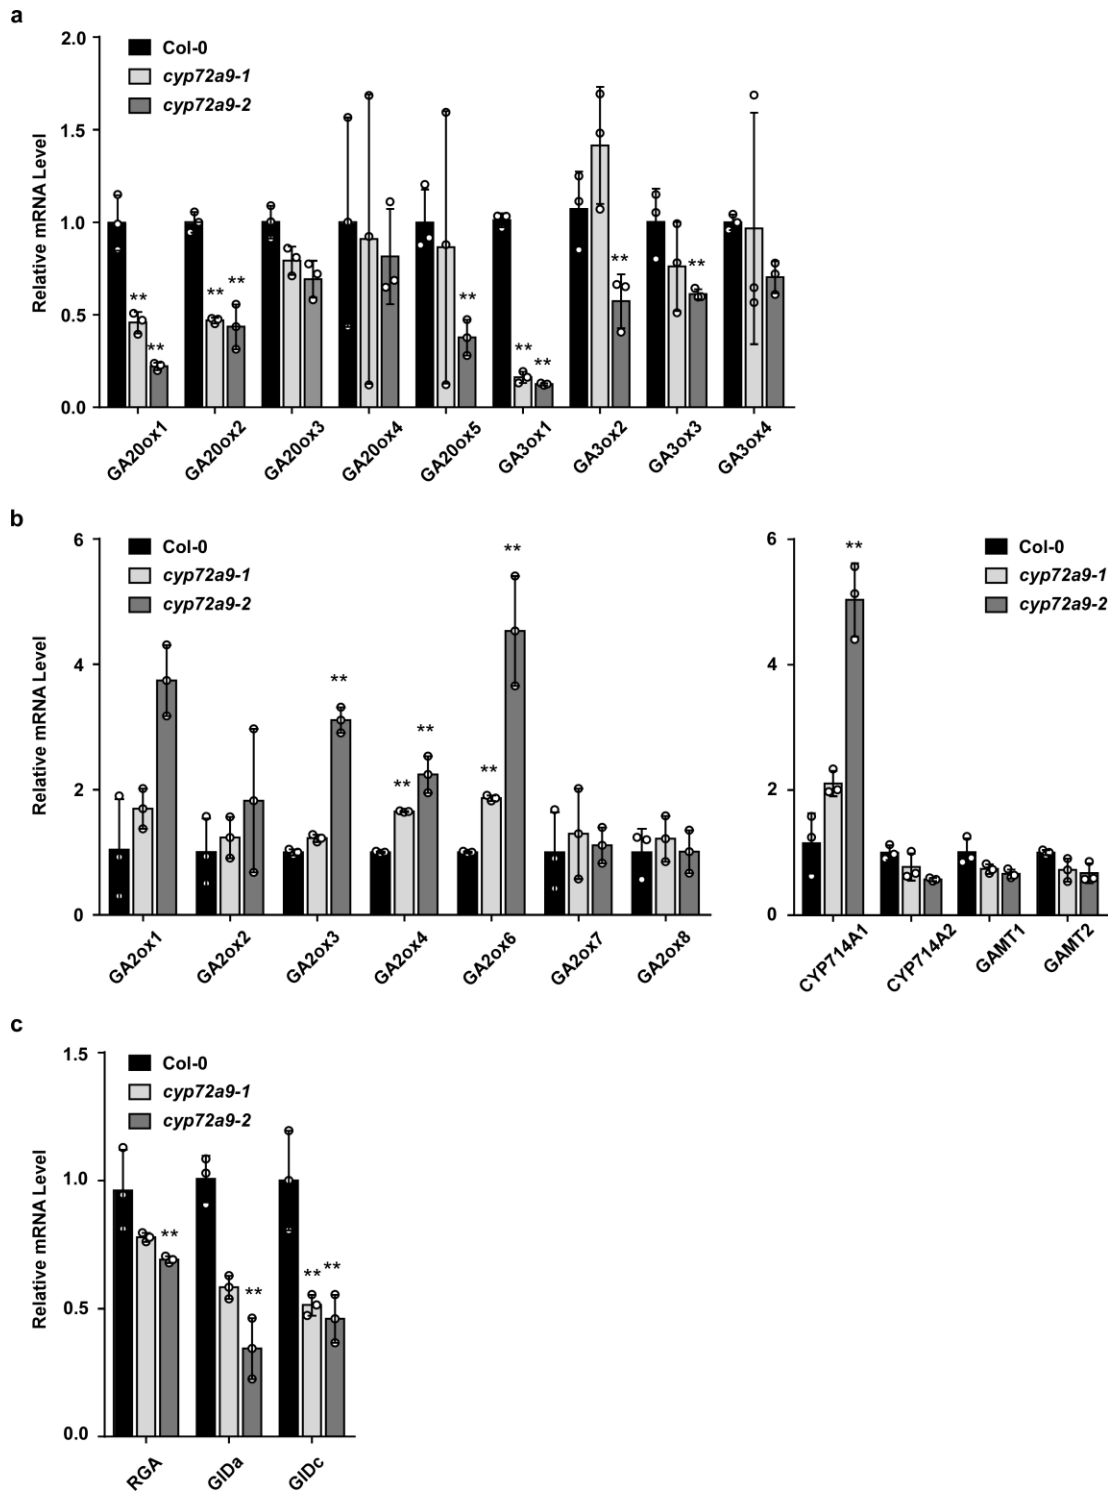 a
Relative mRNA Level
2.0
1.5
1.0
0.5
0.0
Col-0
cyp72a9-1
cyp72a9-2
** ** ** ** ** ** ** ** **
GA20ox1 GA20ox2 GA20ox3 GA20ox4 GA20ox5 GA3ox1 GA3ox2 GA3ox3 GA3ox4
b
Relative mRNA Level
6
4
2
0
Col-0
cyp72a9-1
cyp72a9-2
** ** ** ** **
GA2ox1 GA2ox2 GA2ox3 GA2ox4 GA2ox6 GA2ox7 GA2ox8
6
4
2
0
**
Col-0
cyp72a9-1
cyp72a9-2
CYP714A1 CYP714A2 GAMT1 GAMT2
c
Relative mRNA Level
1.5
1.0
0.5
0.0
Col-0
cyp72a9-1
cyp72a9-2
** ** ** **
RGA GIDa GIDc